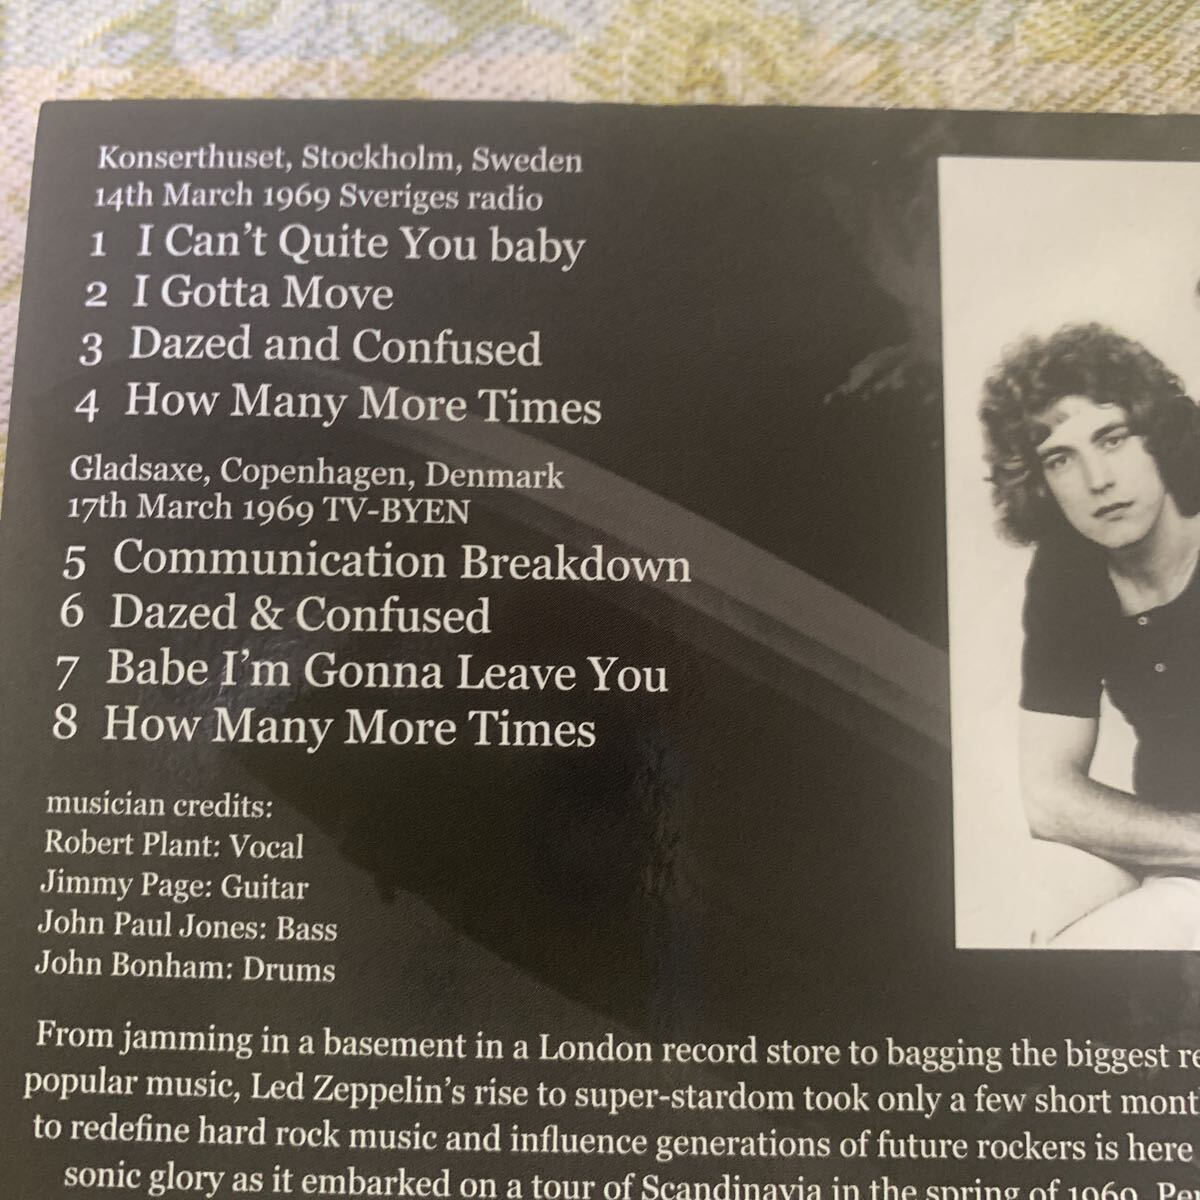 Konserthuset, Stockholm, Sweden
14th March 1969 Sveriges radio
1 I Can't Quite You baby
2 I Gotta Move
3 Dazed and Confused
4 How Many More Times
Gladsaxe, Copenhagen, Denmark
17th March 1969 TV-BYEN
5 Communication Breakdown
6 Dazed & Confused
7 Babe I'm Gonna Leave You
8 How Many More Times
musician credits:
Robert Plant: Vocal
Jimmy Page: Guitar
John Paul Jones: Bass
John Bonham: Drums
From jamming in a basement in a London record store to bagging the biggest
popular music, Led Zeppelin's rise to super-stardom took only a few short
to redefine hard rock music and influence generations of future rockers is here
sonic glory as it embarked on a tour of Scandinavia in the spring of 1969.